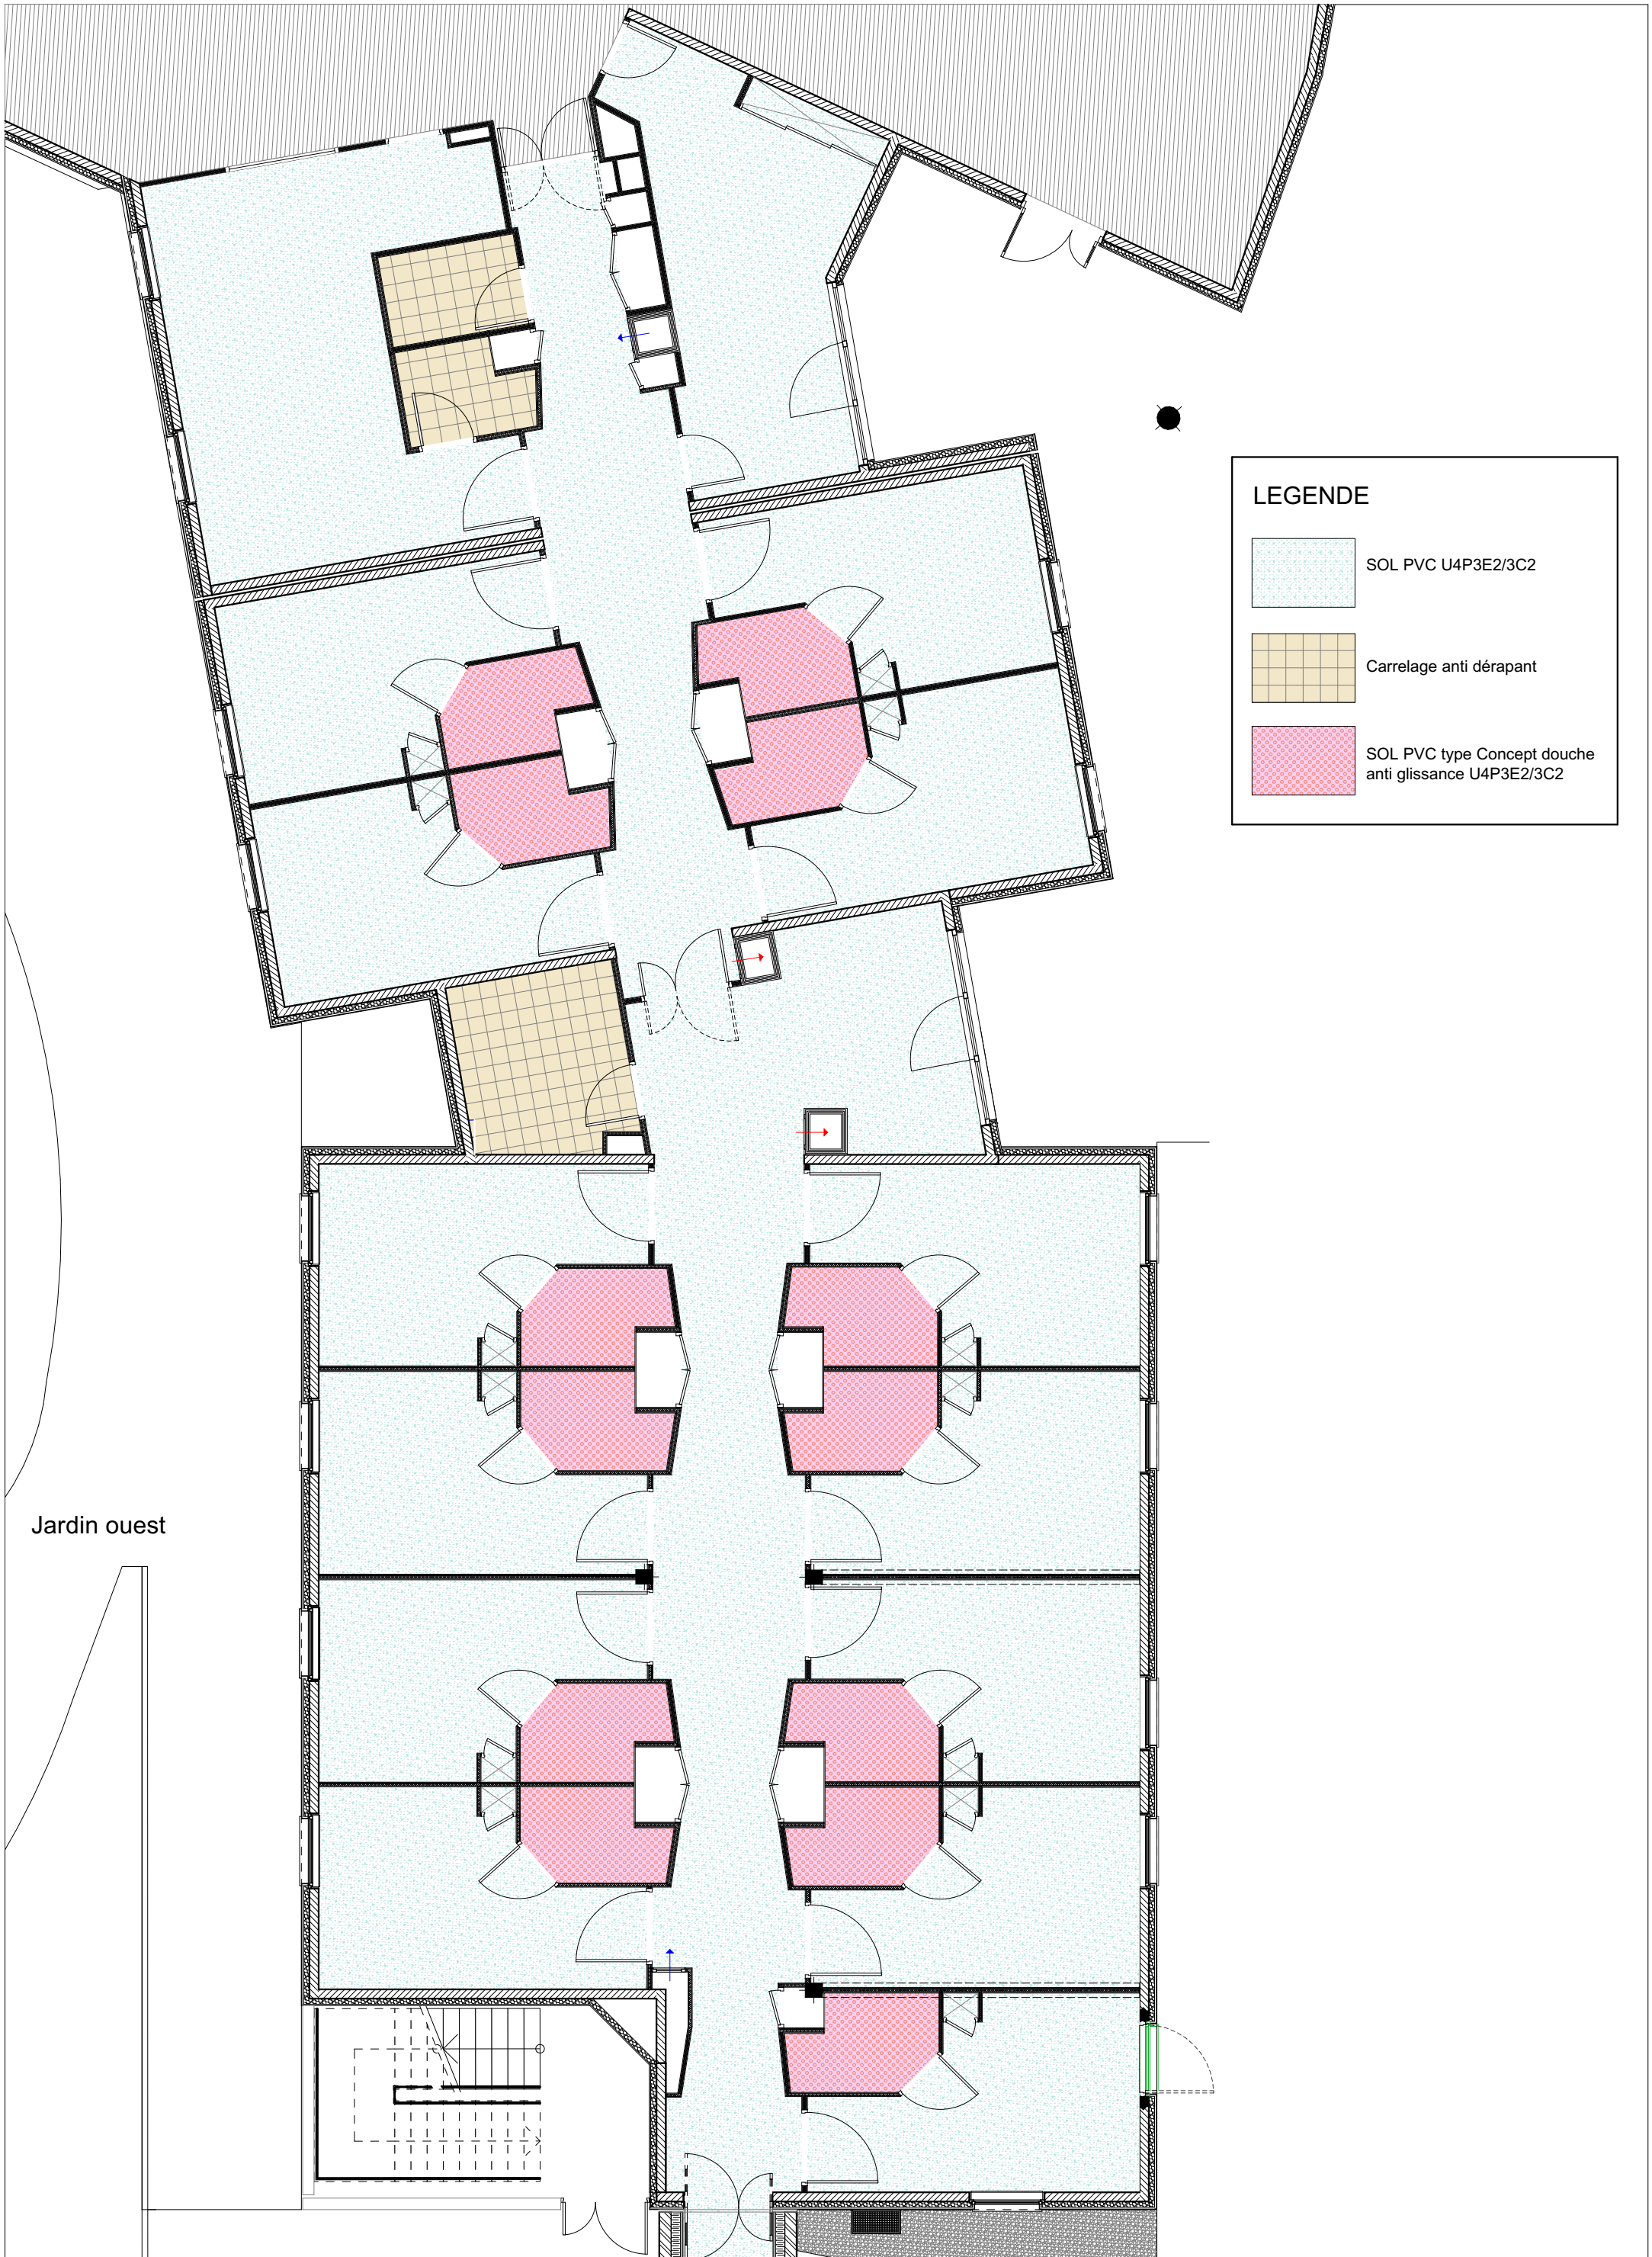 LEGENDE
SOL PVC U4P3E2/3C2
Carrelage anti dérapant
SOL PVC type Concept douche
anti glissance U4P3E2/3C2
Jardin ouest